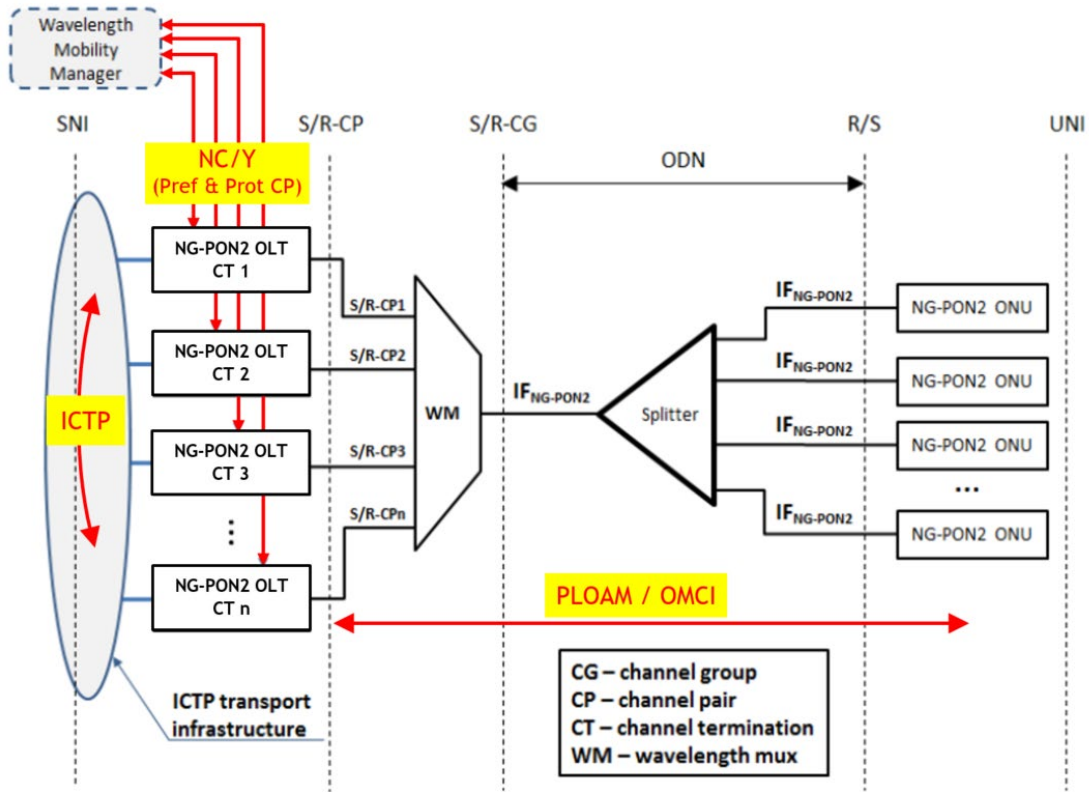 Wavelength
Mobility
Manager
SNI
S/R-CP
S/R-CG
R/S
UNI
ODN
NC/Y
(Pref & Prot CP)
NG-PON2 OLT
CT 1
S/R-CP1
NG-PON2 OLT
CT 2
S/R-CP2
NG-PON2 OLT
CT 3
S/R-CP3
...
S/R-CPn
NG-PON2 OLT
CT n
ICTP
WM
IFNG-PON2
Splitter
IFNG-PON2
NG-PON2 ONU
IFNG-PON2
NG-PON2 ONU
IFNG-PON2
NG-PON2 ONU
...
IFNG-PON2
NG-PON2 ONU
PLOAM / OMCI
ICTP transport
infrastructure
CG – channel group
CP – channel pair
CT – channel termination
WM – wavelength mux